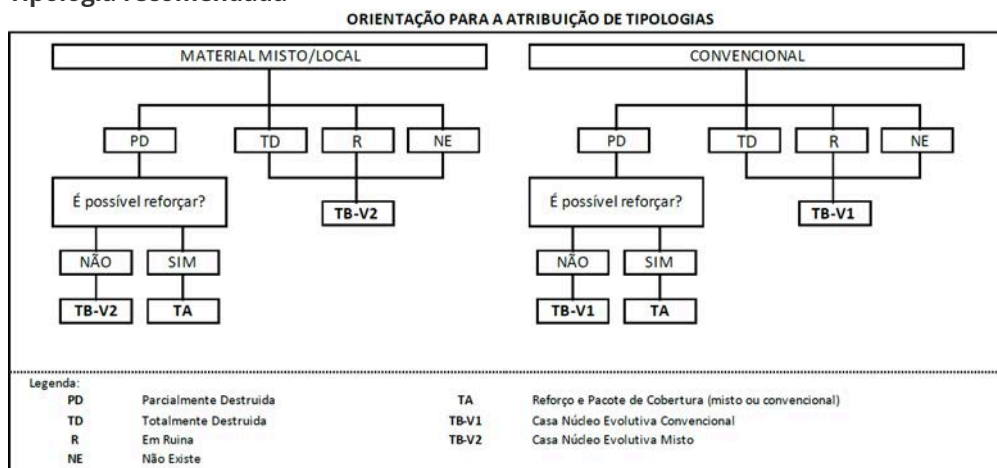 Tipologia recomendada
ORIENTAÇÃO PARA A ATRIBUIÇÃO DE TIPOLOGIAS
MATERIAL MISTO/LOCAL
PD TD R NE
É possível reforçar?
TB-V2
NÃO SIM
TB-V2 TA
CONVENCIONAL
PD TD R NE
É possível reforçar?
TB-V1
NÃO SIM
TB-V1 TA
Legenda:
PD Parcialmente Destruida
TD Totalmente Destruida
R Em Ruina
NE Não Existe
TA Reforço e Pacote de Cobertura (misto ou convencional)
TB-V1 Casa Núcleo Evolutiva Convencional
TB-V2 Casa Núcleo Evolutiva Misto